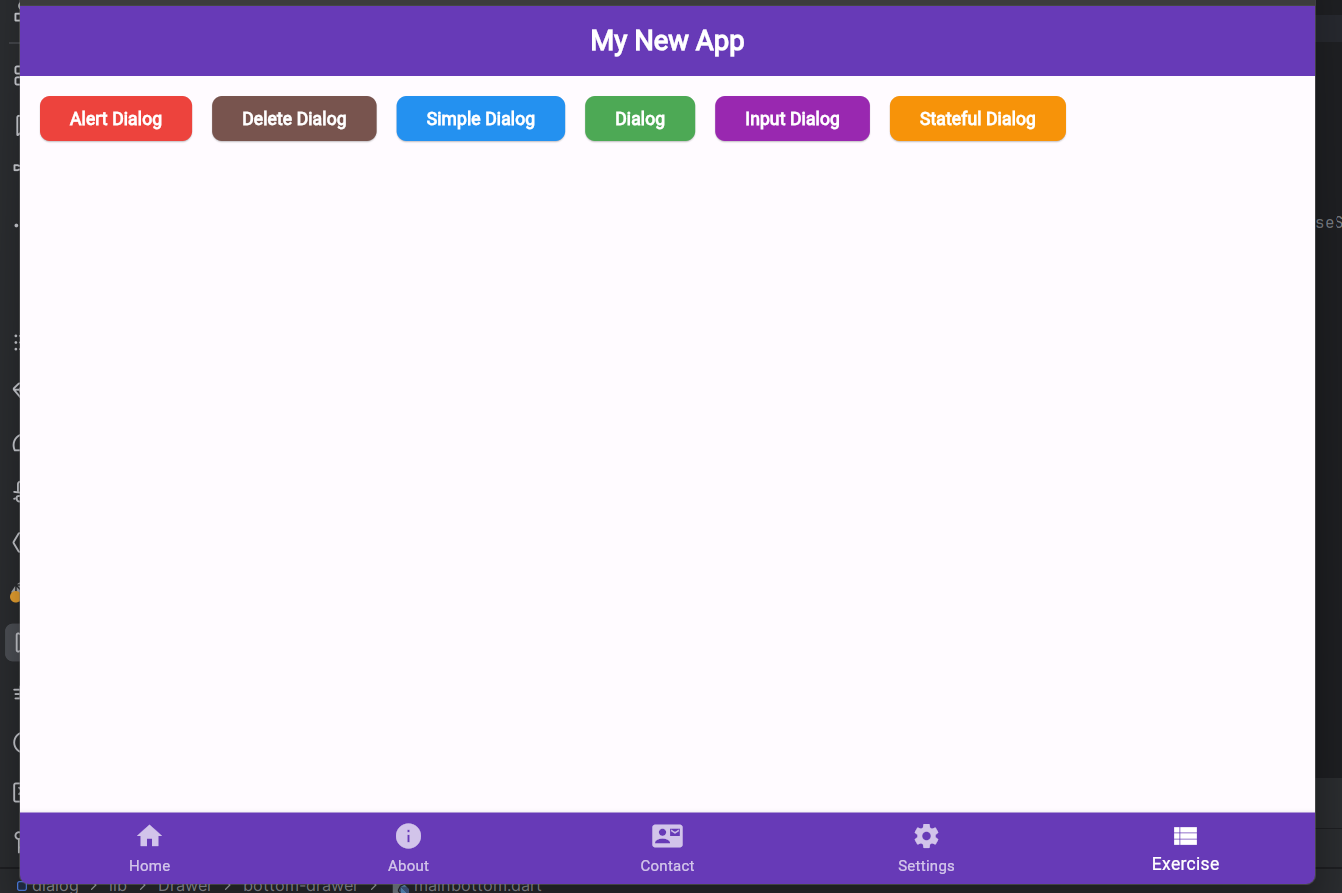 My New App
Alert Dialog Delete Dialog Simple Dialog Dialog Input Dialog Stateful Dialog
Home About Contact Settings Exercise
dialog > lib > Drawer > bottom-drawer > mainbottom.dart